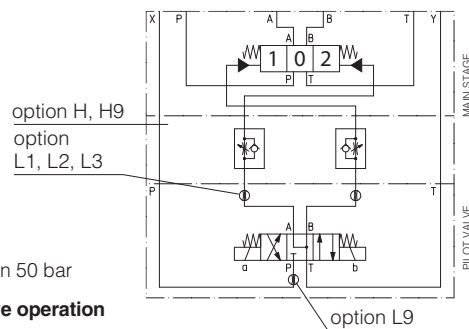 X P A B T Y
A B
1 0 2
P T
MAIN STAGE
option H, H9
option
L1, L2, L3
P T
A B
a P T b
PILOT VALVE
n 50 bar
e operation
option L9